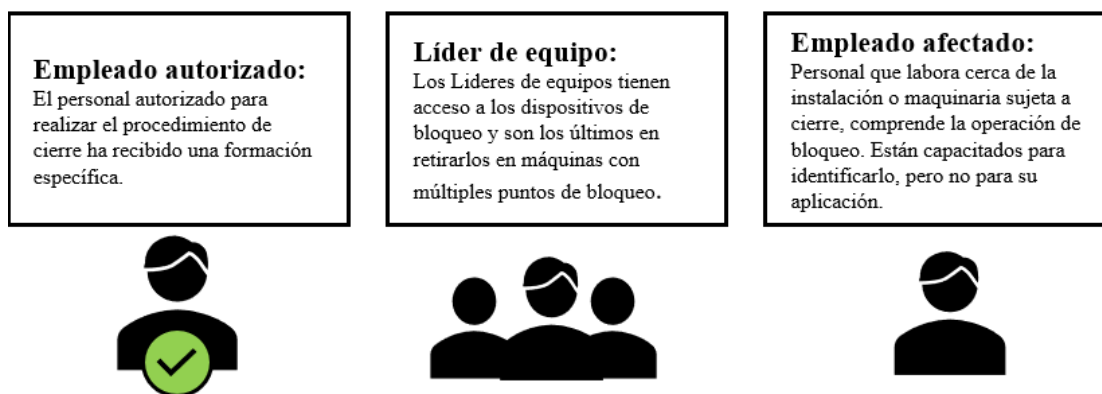 Empleado autorizado:
El personal autorizado para
realizar el procedimiento de
cierre ha recibido una formación
específica.
Líder de equipo:
Los Lideres de equipos tienen
acceso a los dispositivos de
bloqueo y son los últimos en
retirarlos en máquinas con
múltiples puntos de bloqueo.
Empleado afectado:
Personal que labora cerca de la
instalación o maquinaria sujeta a
cierre, comprende la operación de
bloqueo. Están capacitados para
identificarlo, pero no para su
aplicación.